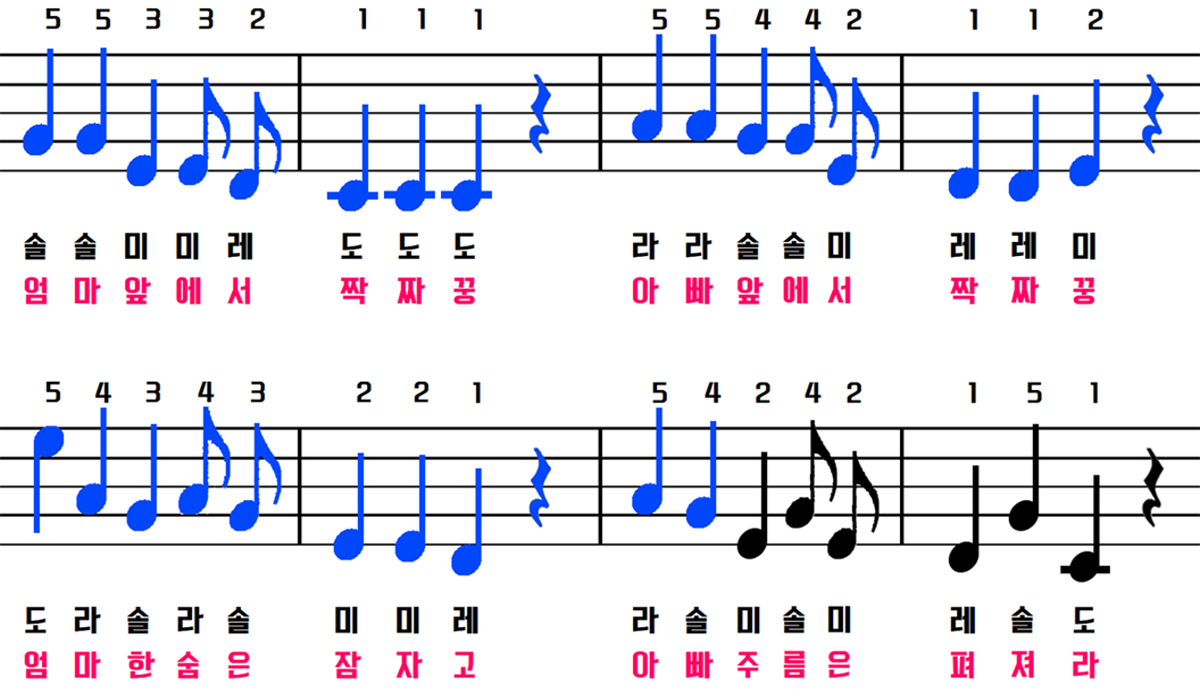 5 5 3 3 2 1 1 1 5 5 4 4 2 1 1 2
솔 솔 미 미 레 도 도 도 라 라 솔 솔 미 레 레 미
엄 마 앞 에 서 짝 짜 꿍 아 빠 앞 에 서 짝 짜 꿍
5 4 3 4 3 2 2 1 5 4 2 4 2 1 5 1
도 라 솔 라 솔 미 미 레 라 솔 미 솔 미 레 솔 도
엄 마 한 숨 은 잠 자 고 아 빠 주 름 은 펴 져 라